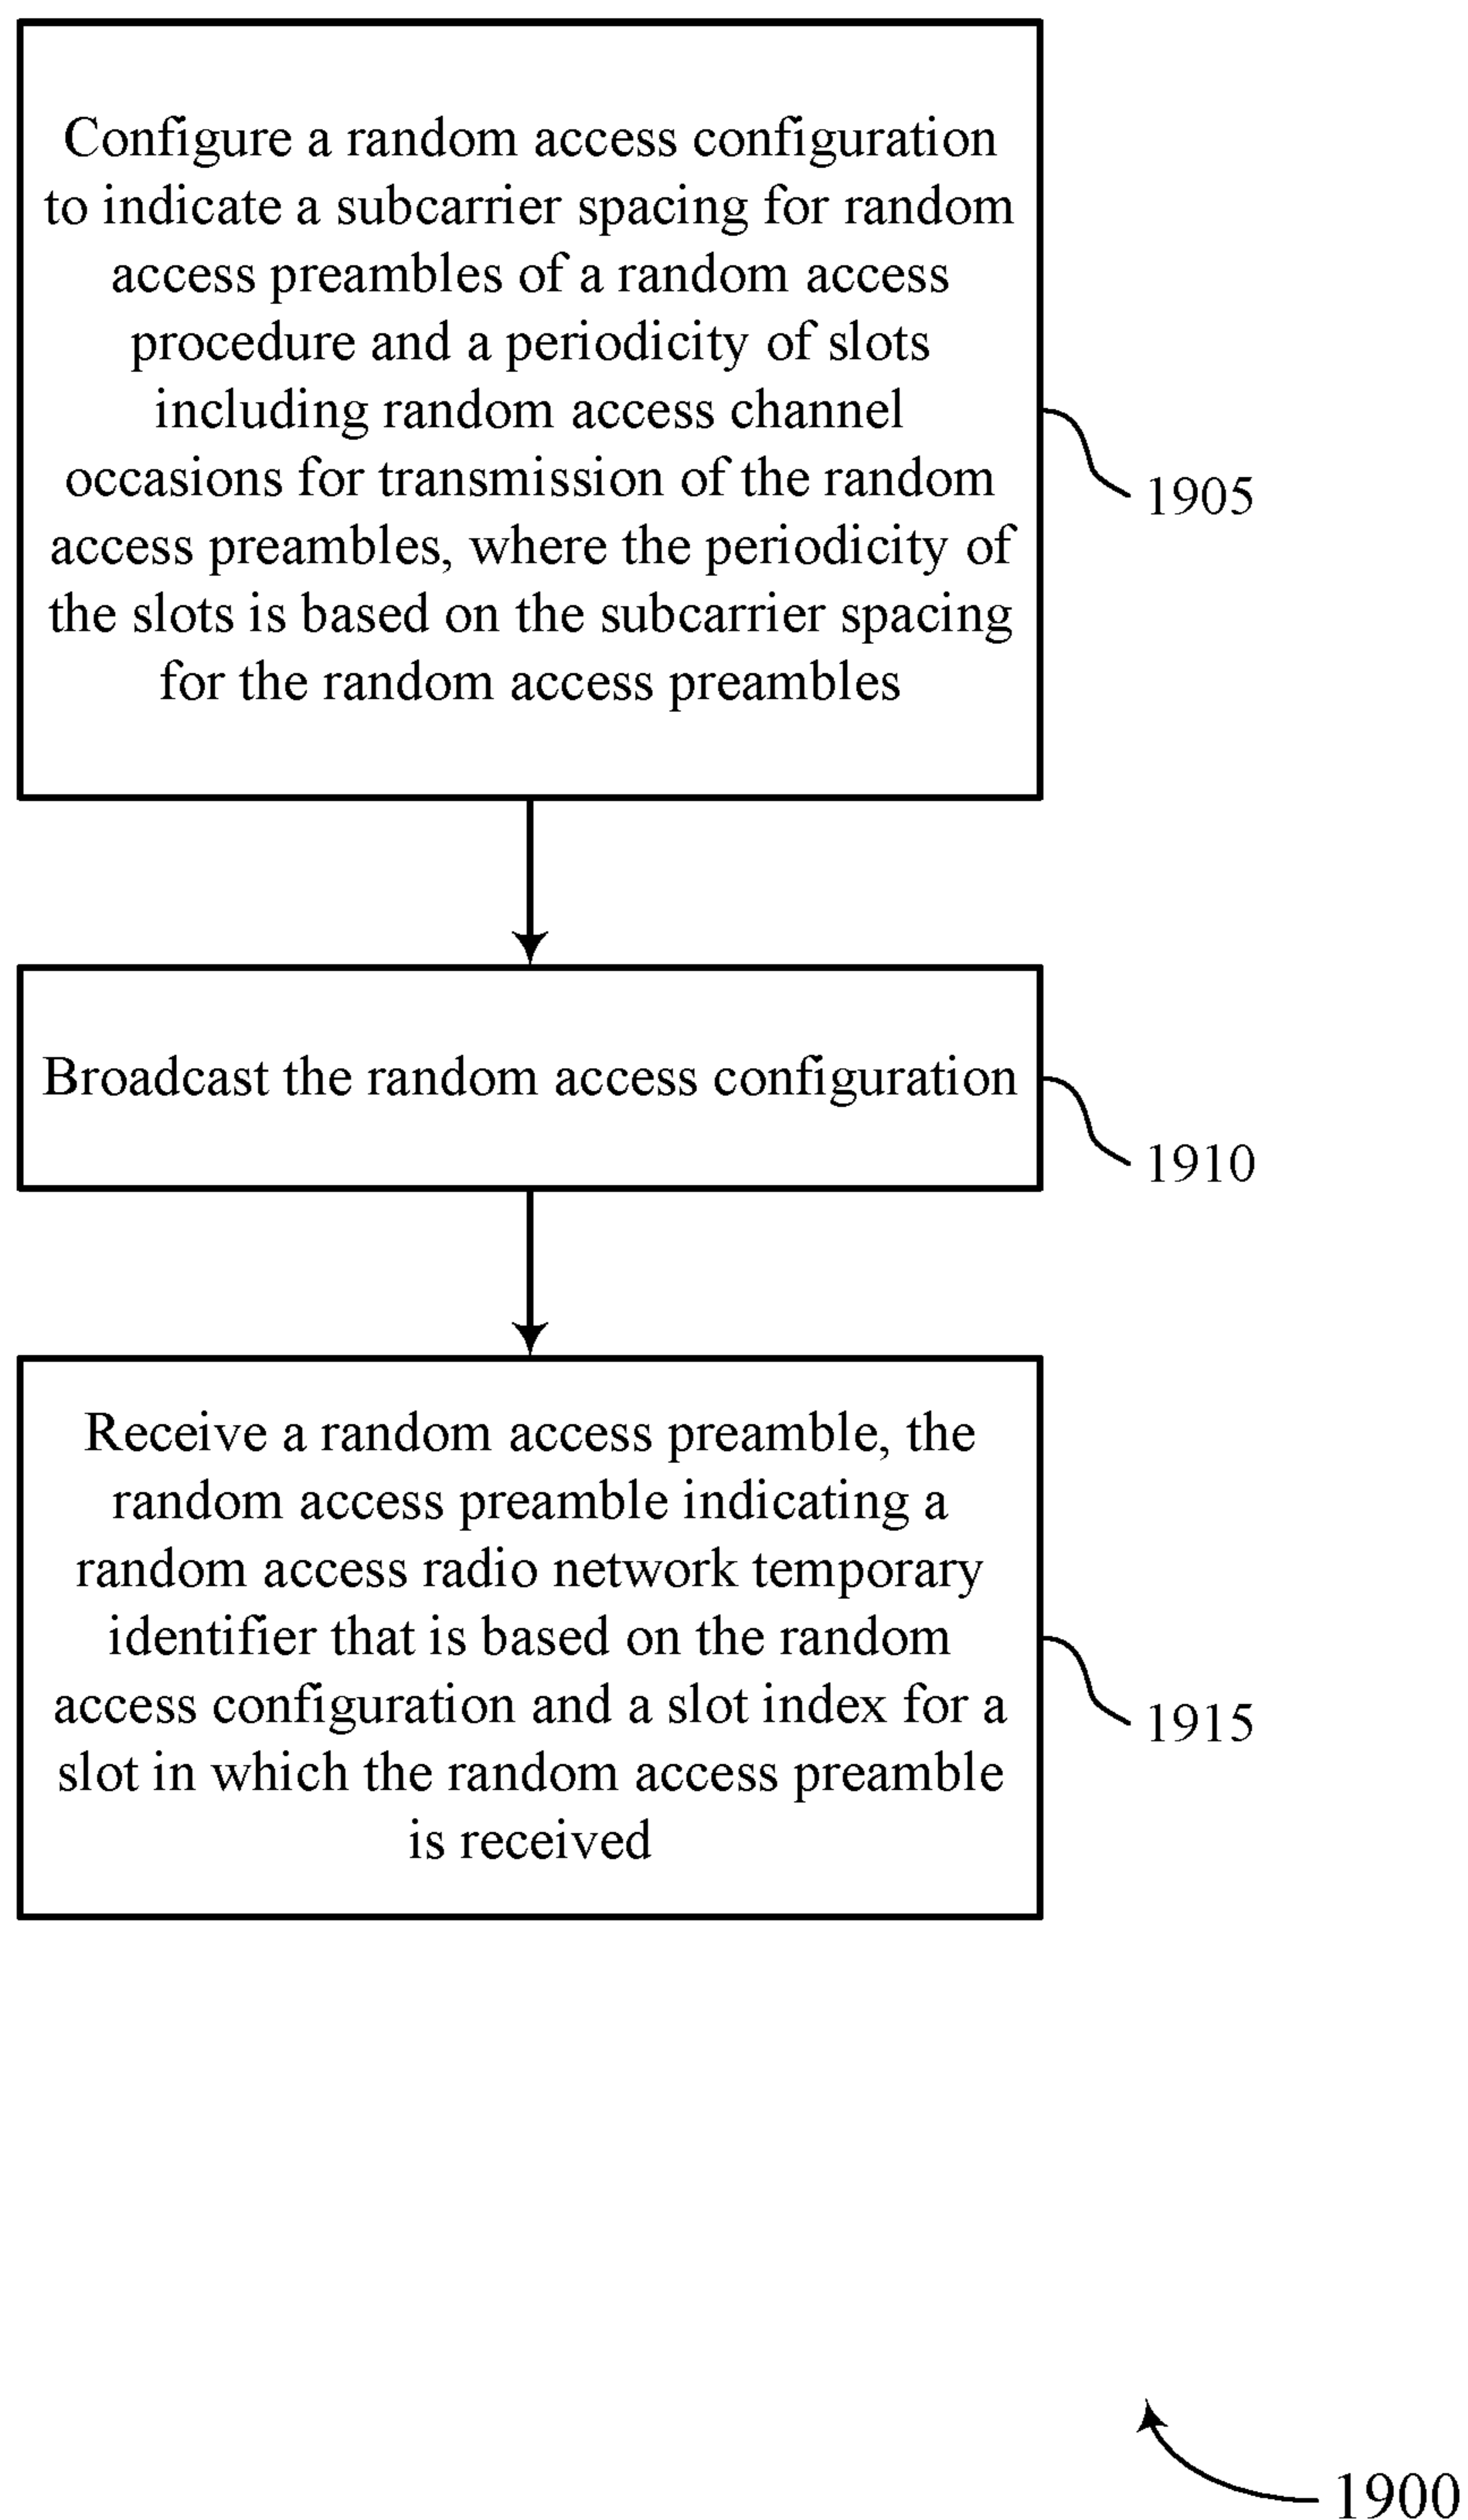 Configure a random access configuration
to indicate a subcarrier spacing for random
access preambles of a random access
procedure and a periodicity of slots
including random access channel
occasions for transmission of the random
access preambles, where the periodicity of
the slots is based on the subcarrier spacing
for the random access preambles
1905
Broadcast the random access configuration
1910
Receive a random access preamble, the
random access preamble indicating a
random access radio network temporary
identifier that is based on the random
access configuration and a slot index for a
slot in which the random access preamble
is received
1915
1900